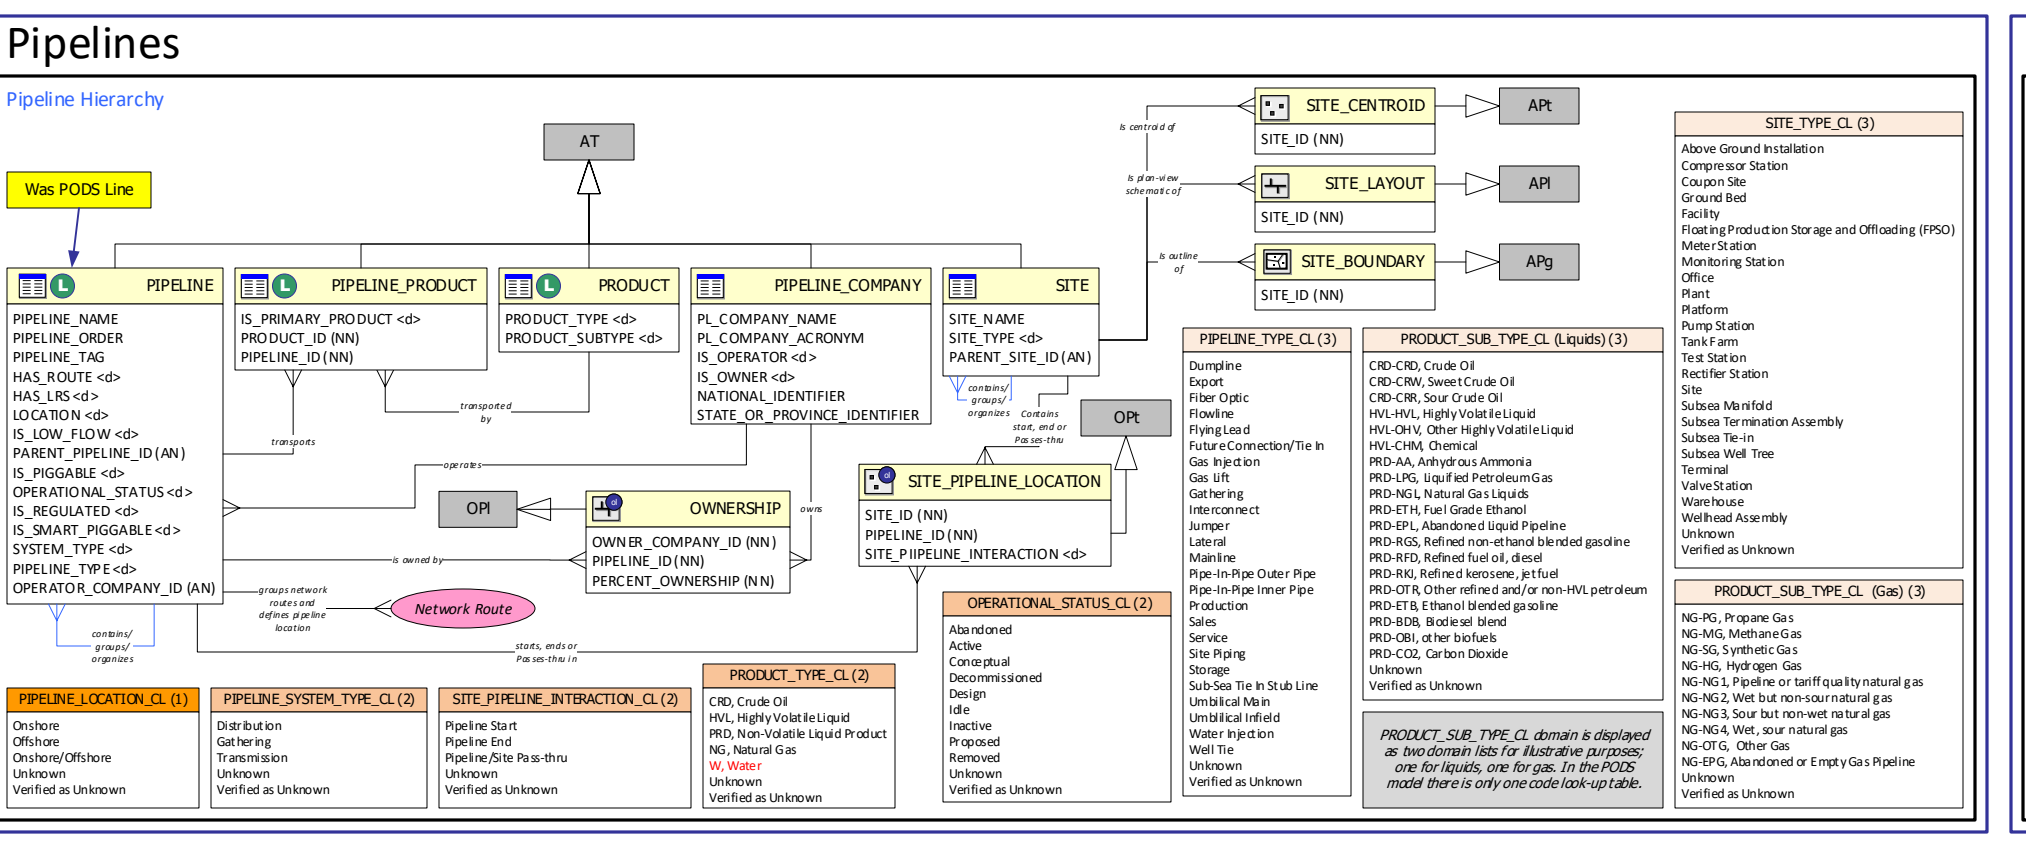 Pipelines
Pipeline Hierarchy
Was PODS Line
AT
PIPELINE
PIPELINE_NAME
PIPELINE_ORDER
PIPELINE_TAG
HAS_ROUTE <d>
HAS_LRS <d>
LOCATION <d>
IS_LOW_FLOW <d>
PARENT_PIPELINE_ID (AN)
IS_PIGGABLE <d>
OPERATIONAL_STATUS <d>
IS_REGULATED <d>
IS_SMART_PIGGABLE <d>
SYSTEM_TYPE <d>
PIPELINE_TYPE <d>
OPERATOR_COMPANY_ID (AN)
contains/
groups/
organizes
L
PIPELINE_PRODUCT
IS_PRIMARY_PRODUCT <d>
PRODUCT_ID (NN)
PIPELINE_ID (NN)
L
transports
PRODUCT
PRODUCT_TYPE <d>
PRODUCT_SUBTYPE <d>
L
transported
by
PIPELINE_COMPANY
PL_COMPANY_NAME
PL_COMPANY_ACRONYM
IS_OPERATOR <d>
IS_OWNER <d>
NATIONAL_IDENTIFIER
STATE_OR_PROVINCE_IDENTIFIER
operates
owns
SITE
SITE_NAME
SITE_TYPE <d>
PARENT_SITE_ID (AN)
contains/
groups/
organizes
Contains
start, end or
Passes-thru
Is centroid of
Is plan-view
schematic of
Is outline
of
SITE_CENTROID
SITE_ID (NN)
APt
SITE_LAYOUT
SITE_ID (NN)
APl
SITE_BOUNDARY
SITE_ID (NN)
APg
OPl
OWNERSHIP
OWNER_COMPANY_ID (NN)
PIPELINE_ID (NN)
PERCENT_OWNERSHIP (NN)
ol
is owned by
OPt
SITE_PIPELINE_LOCATION
SITE_ID (NN)
PIPELINE_ID (NN)
SITE_PIIPELINE_INTERACTION <d>
ol
groups network
routes and
defines pipeline
location
Network Route
starts, ends or
Passes-thru in
PIPELINE_LOCATION_CL (1)
Onshore
Offshore
Onshore/Offshore
Unknown
Verified as Unknown
PIPELINE_SYSTEM_TYPE_CL (2)
Distribution
Gathering
Transmission
Unknown
Verified as Unknown
SITE_PIPELINE_INTERACTION_CL (2)
Pipeline Start
Pipeline End
Pipeline/Site Pass-thru
Unknown
Verified as Unknown
PRODUCT_TYPE_CL (2)
CRD, Crude Oil
HVL, Highly Volatile Liquid
PRD, Non-Volatile Liquid Product
NG, Natural Gas
W, Water
Unknown
Verified as Unknown
OPERATIONAL_STATUS_CL (2)
Abandoned
Active
Conceptual
Decommissioned
Design
Idle
Inactive
Proposed
Removed
Unknown
Verified as Unknown
PIPELINE_TYPE_CL (3)
Dumpline
Export
Fiber Optic
Flowline
Flying Lead
Future Connection/Tie In
Gas Injection
Gas Lift
Gathering
Interconnect
Jumper
Lateral
Mainline
Pipe-In-Pipe Outer Pipe
Pipe-In-Pipe Inner Pipe
Production
Sales
Service
Site Piping
Storage
Sub-Sea Tie In Stub Line
Umbilical Main
Umblilical Infield
Water Injection
Well Tie
Unknown
Verified as Unknown
PRODUCT_SUB_TYPE_CL (Liquids) (3)
CRD-CRD, Crude Oil
CRD-CRW, Sweet Crude Oil
CRD-CRR, Sour Crude Oil
HVL-HVL, Highly Volatile Liquid
HVL-OHV, Other Highly Volatile Liquid
HVL-CHM, Chemical
PRD-AA, Anhydrous Ammonia
PRD-LPG, Liquified Petroleum Gas
PRD-NGL, Natural Gas Liquids
PRD-ETH, Fuel Grade Ethanol
PRD-EPL, Abandoned Liquid Pipeline
PRD-RGS, Refined non-ethanol blended gasoline
PRD-RFD, Refined fuel oil, diesel
PRD-RKJ, Refined kerosene, jet fuel
PRD-OTR, Other refined and/or non-HVL petroleum
PRD-ETB, Ethanol blended gasoline
PRD-BDB, Biodiesel blend
PRD-OBI, other biofuels
PRD-CO2, Carbon Dioxide
Unknown
Verified as Unknown
PRODUCT_SUB_TYPE_CL domain is displayed
as two domain lists for illustrative purposes;
one for liquids, one for gas. In the PODS
model there is only one code look-up table.
SITE_TYPE_CL (3)
Above Ground Installation
Compressor Station
Coupon Site
Ground Bed
Facility
Floating Production Storage and Offloading (FPSO)
Meter Station
Monitoring Station
Office
Plant
Platform
Pump Station
Tank Farm
Test Station
Rectifier Station
Site
Subsea Manifold
Subsea Termination Assembly
Subsea Tie-in
Subsea Well Tree
Terminal
Valve Station
Warehouse
Wellhead Assembly
Unknown
Verified as Unknown
PRODUCT_SUB_TYPE_CL (Gas) (3)
NG-PG, Propane Gas
NG-MG, Methane Gas
NG-SG, Synthetic Gas
NG-HG, Hydrogen Gas
NG-NG1, Pipeline or tariff quality natural gas
NG-NG2, Wet but non-sour natural gas
NG-NG3, Sour but non-wet natural gas
NG-NG4, Wet, sour natural gas
NG-OTG, Other Gas
NG-EPG, Abandoned or Empty Gas Pipeline
Unknown
Verified as Unknown